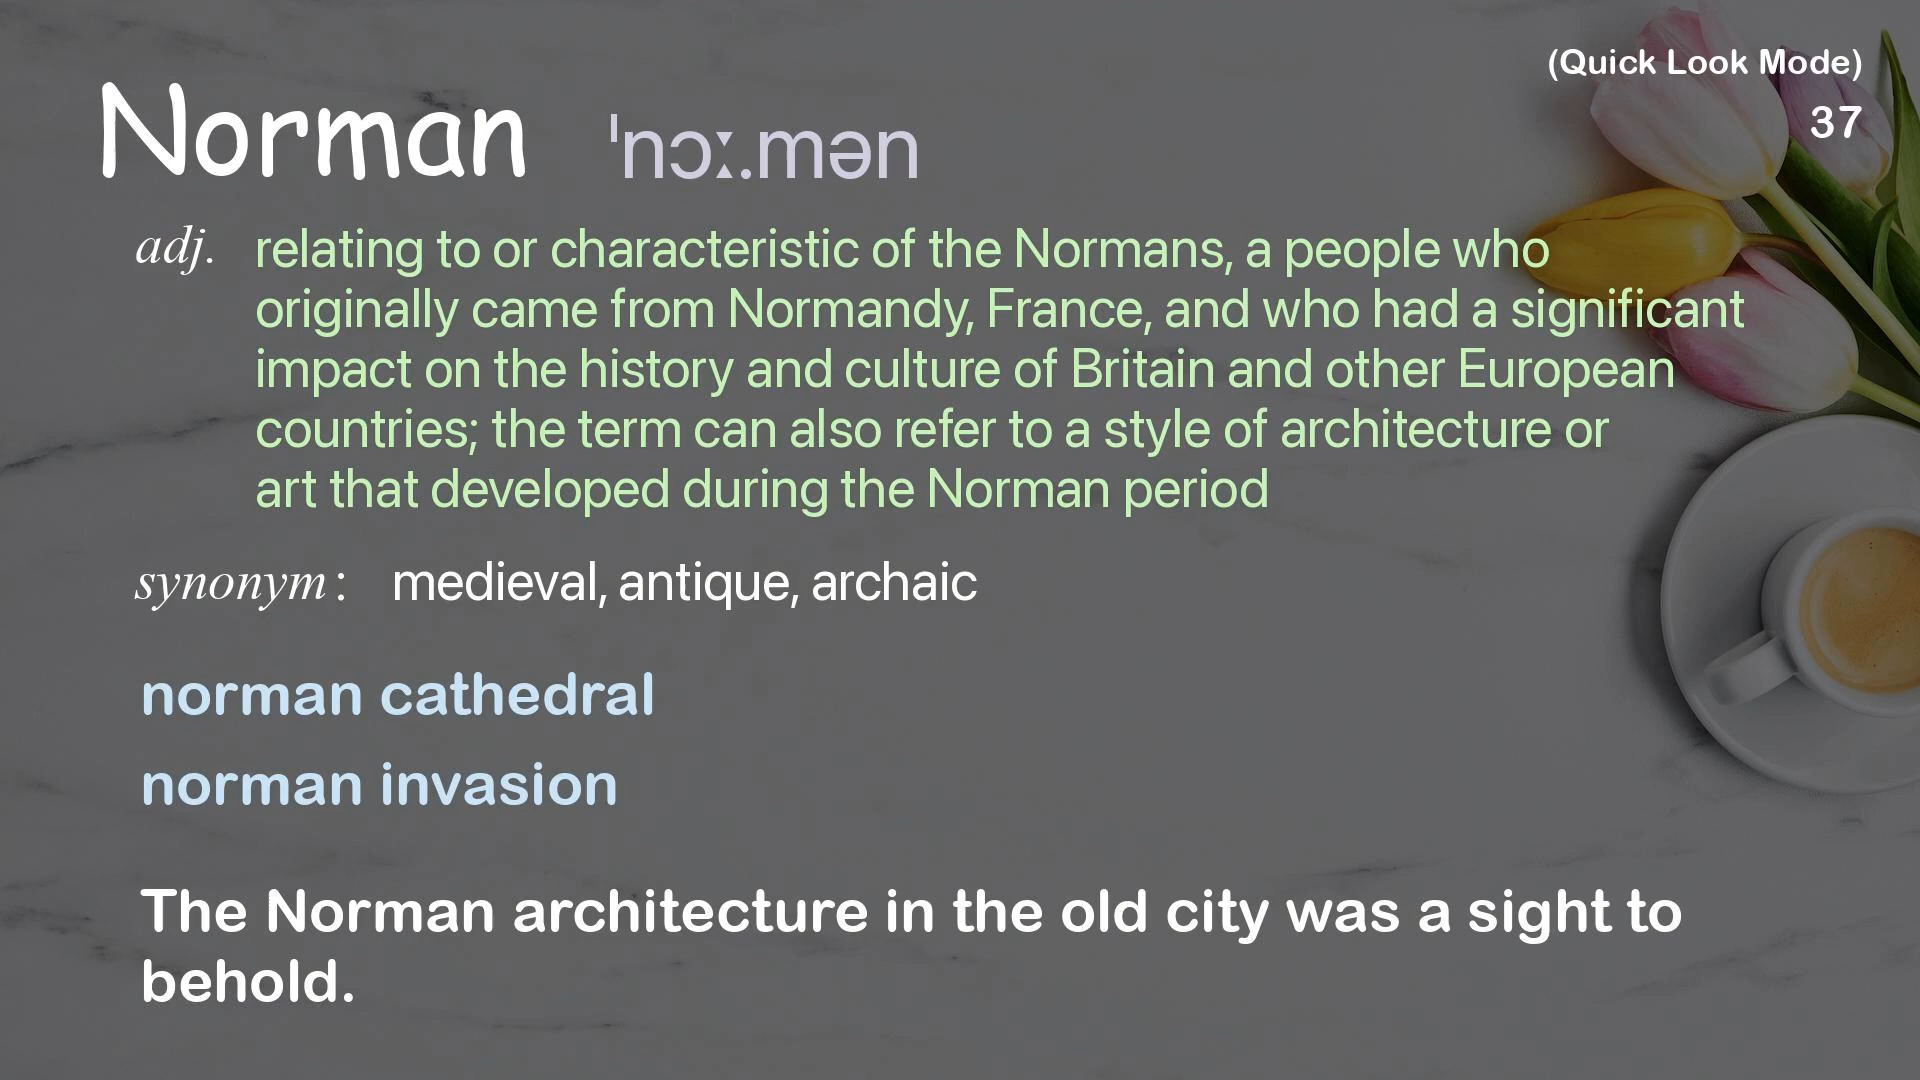 (Quick Look Mode)
37
Norman ˈnɔː.mən
adj. relating to or characteristic of the Normans, a people who
originally came from Normandy, France, and who had a significant
impact on the history and culture of Britain and other European
countries; the term can also refer to a style of architecture or
art that developed during the Norman period
synonym : medieval, antique, archaic
norman cathedral
norman invasion
The Norman architecture in the old city was a sight to
behold.